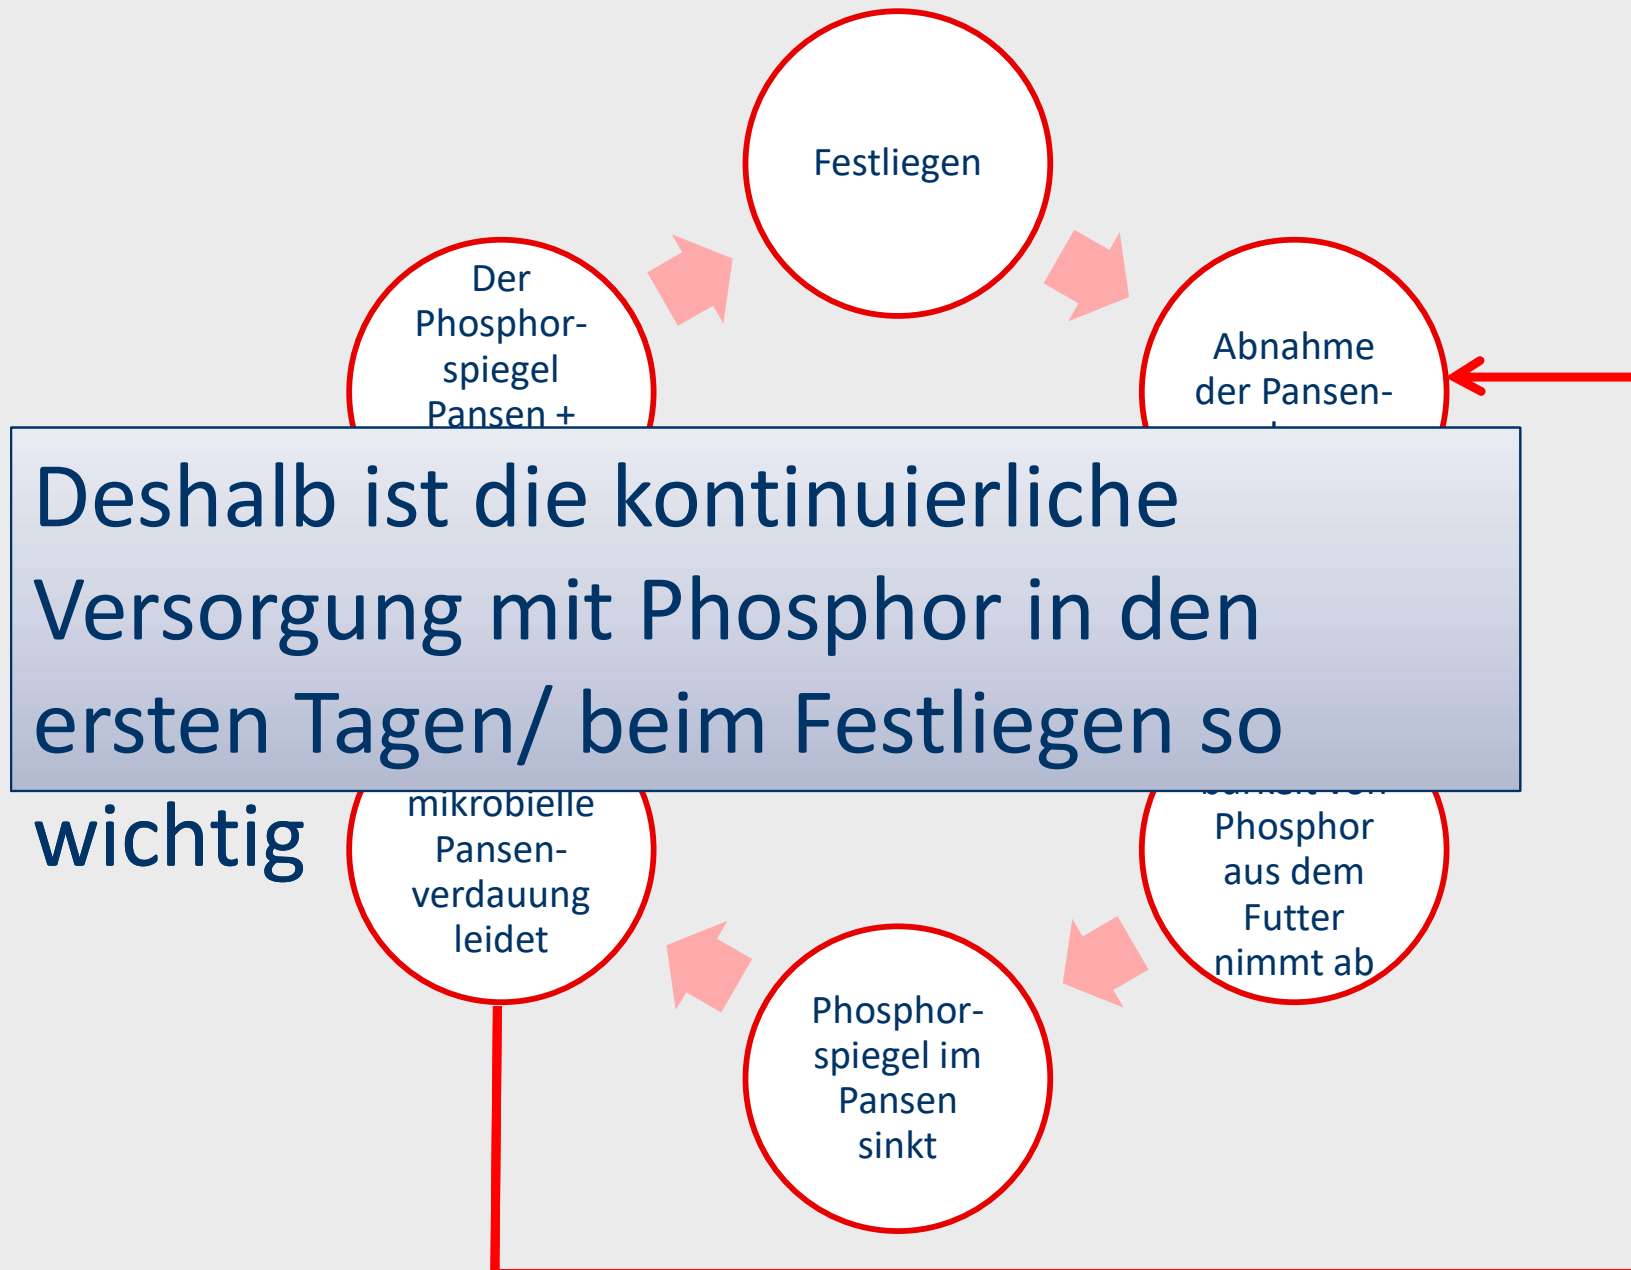 Festliegen
Der
Phosphor-
spiegel
Pansen +
Abnahme
der Pansen-
Deshalb ist die kontinuierliche
Versorgung mit Phosphor in den
ersten Tagen/ beim Festliegen so
wichtig
mikrobielle
Pansen-
verdauung
leidet
von
Phosphor
aus dem
Futter
nimmt ab
Phosphor-
spiegel im
Pansen
sinkt